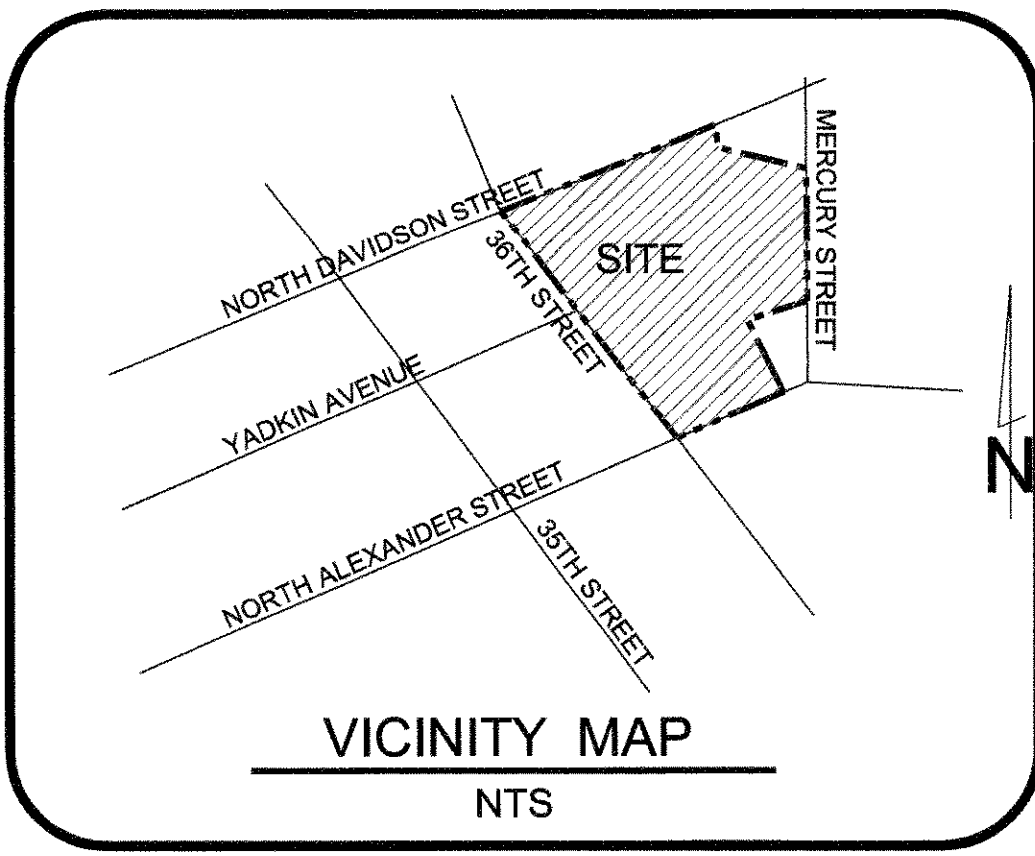 MERCURY STREET
NORTH DAVIDSON STREET
SITE
36TH STREET
YADKIN AVENUE
N
NORTH ALEXANDER STREET
35TH STREET
VICINITY MAP
NTS